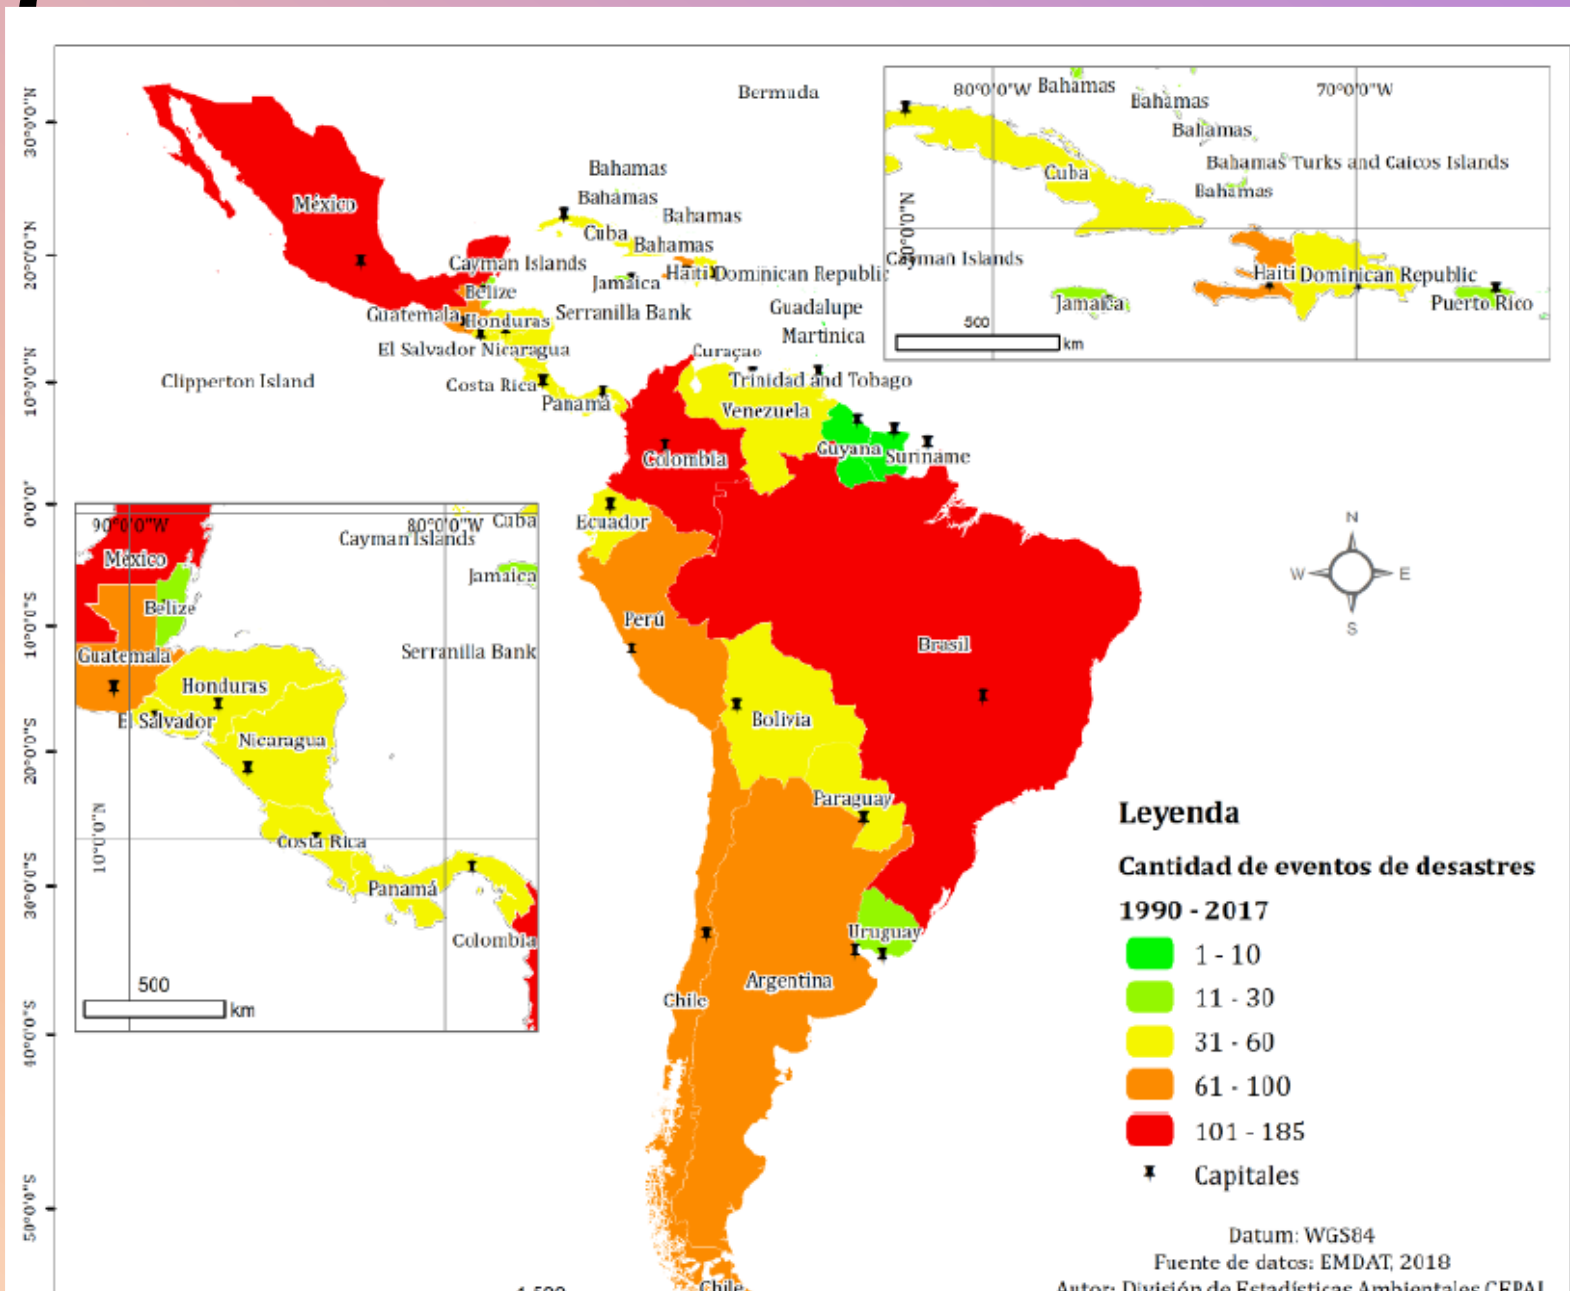 30°0'0"N
20°0'0"N
10°0'0"N
0°0'0"
10°0'0"S
20°0'0"S
30°0'0"S
40°0'0"S
50°0'0"S
Bermuda
Bahamas
Bahamas
Bahamas
Cuba
Bahamas
México
Cayman Islands
Jamaica
Haiti
Dominican Republic
Belize
Guatemala
Honduras
Serranilla Bank
Guadalupe
Martinica
El Salvador
Nicaragua
Curaçao
Clipperton Island
Costa Rica
Trinidad and Tobago
Panamá
Venezuela
Guyana
Suriname
Colombia
Ecuador
Perú
Brasil
Bolivia
Paraguay
Uruguay
Argentina
Chile
Chile
80°0'0"W
70°0'0"W
Bahamas
Bahamas
Bahamas
Bahamas Turks and Caicos Islands
Bahamas
Cuba
Cayman Islands
Haiti
Dominican Republic
Jamaica
Puerto Rico
500
km
90°0'0"W
80°0'0"W
Cuba
Cayman Islands
México
Jamaica
Belize
Guatemala
Serranilla Bank
Honduras
El Salvador
Nicaragua
10°0'0"N
Costa Rica
Panamá
Colombia
500
km
N
W
E
S
Leyenda
Cantidad de eventos de desastres
1990 - 2017
1 - 10
11 - 30
31 - 60
61 - 100
101 - 185
Capitales
Datum: WGS84
Fuente de datos: EMDAT, 2018
Autor: División de Estadísticas Ambientales CEPAL